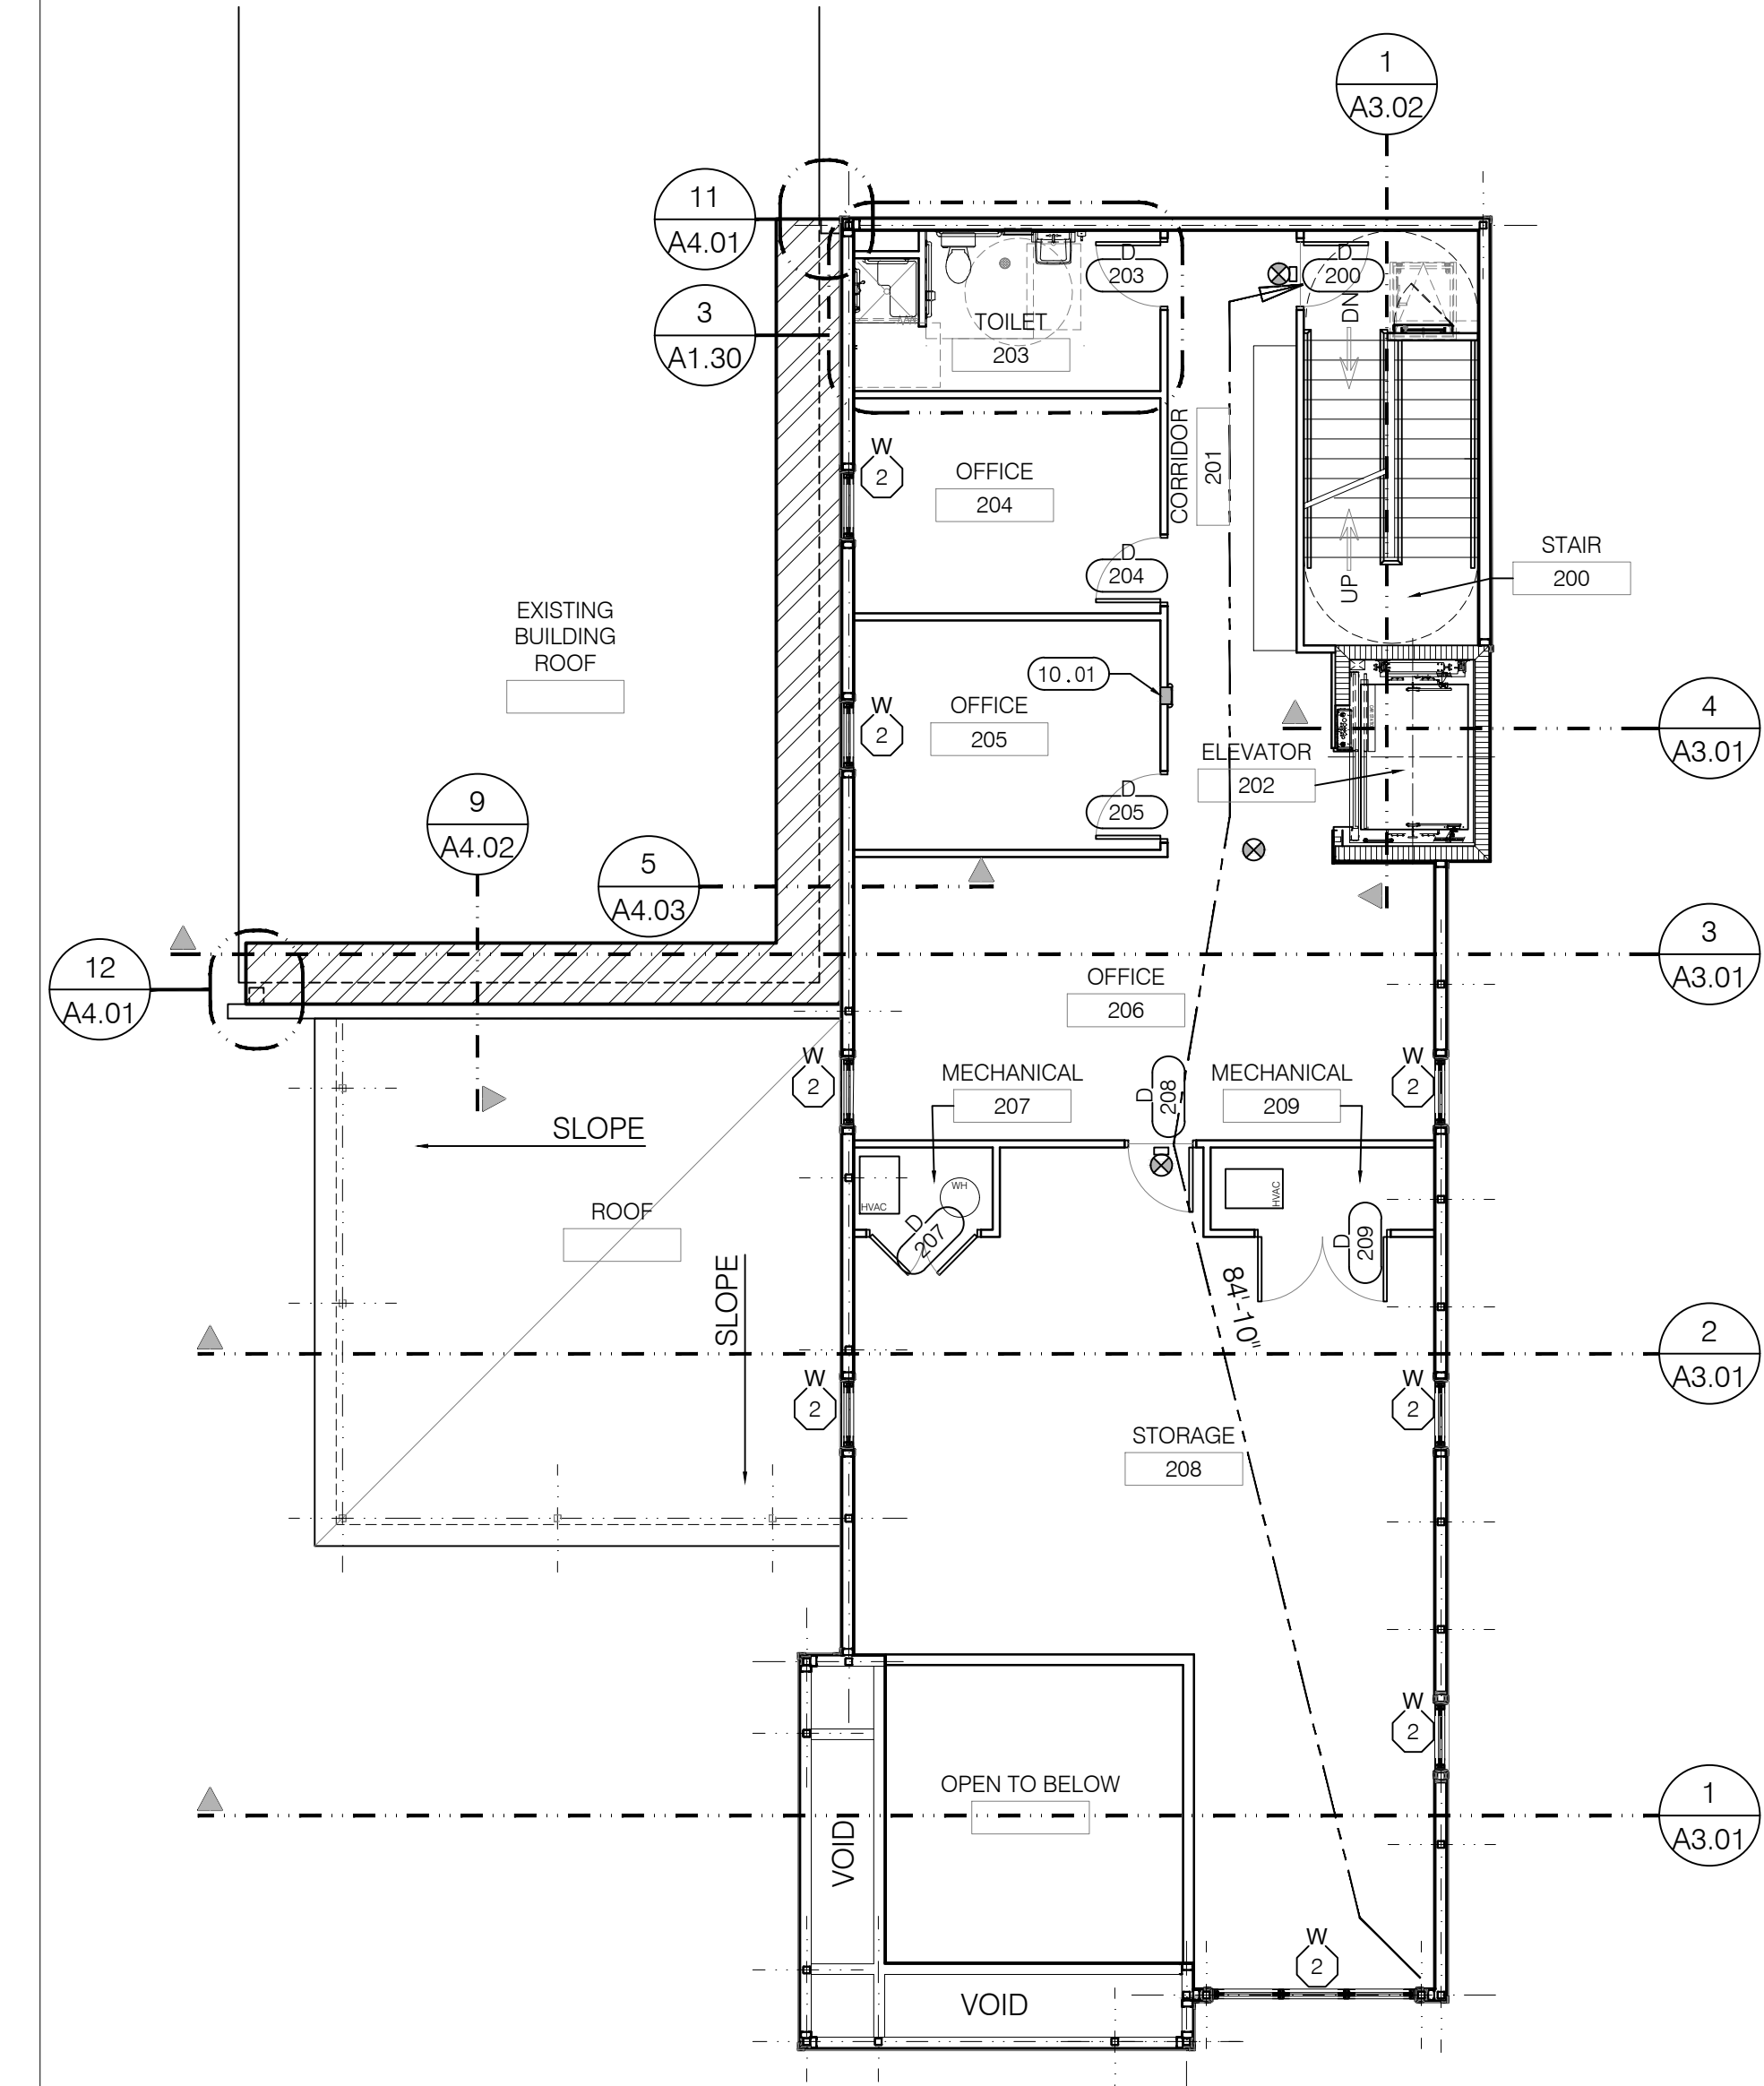 1
A3.02
11
A4.01
3
A1.30
D
203
D
200
TOILET
203
DN
W
2
OFFICE
204
CORRIDOR
201
D
204
UP
STAIR
200
EXISTING
BUILDING
ROOF
10.01
W
2
OFFICE
205
ELEVATOR
202
4
A3.01
D
205
9
A4.02
5
A4.03
3
A3.01
12
A4.01
OFFICE
206
W
2
MECHANICAL
207
D
208
MECHANICAL
209
W
2
SLOPE
HVAC
WH
HVAC
ROOF
D
207
D
209
SLOPE
84'-10"
2
A3.01
W
2
W
2
STORAGE
208
W
2
OPEN TO BELOW
1
A3.01
VOID
W
2
VOID